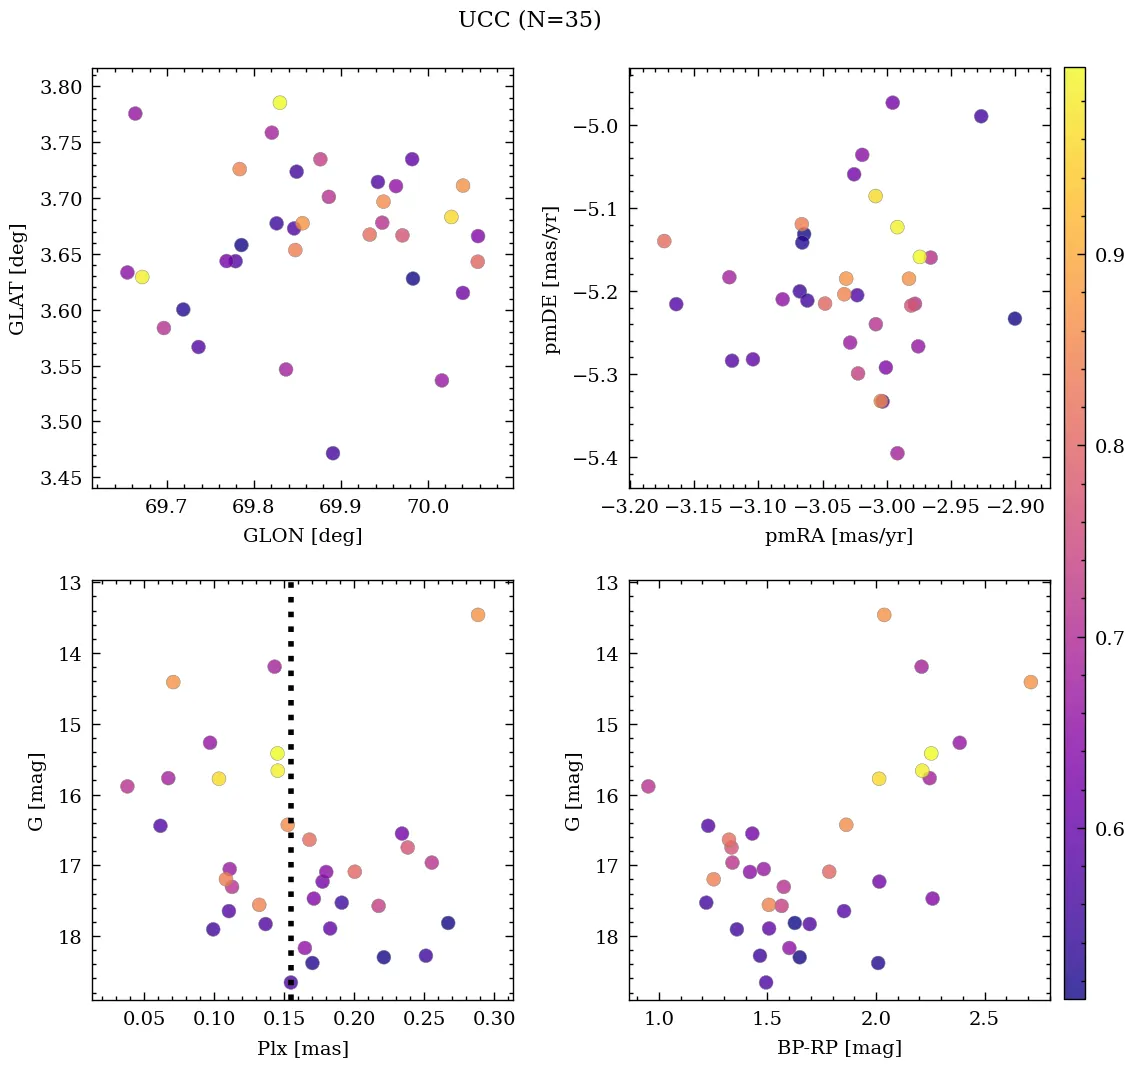 UCC (N=35)
3.80
3.75
3.70
3.65
3.60
3.55
3.50
3.45
GLAT [deg]
69.7 69.8 69.9 70.0
GLON [deg]
−5.0
−5.1
−5.2
−5.3
−5.4
pmDE [mas/yr]
−3.20 −3.15 −3.10 −3.05 −3.00 −2.95 −2.90
pmRA [mas/yr]
13
14
15
16
17
18
G [mag]
0.05 0.10 0.15 0.20 0.25 0.30
Plx [mas]
13
14
15
16
17
18
G [mag]
1.0 1.5 2.0 2.5
BP-RP [mag]
0.9
0.8
0.7
0.6